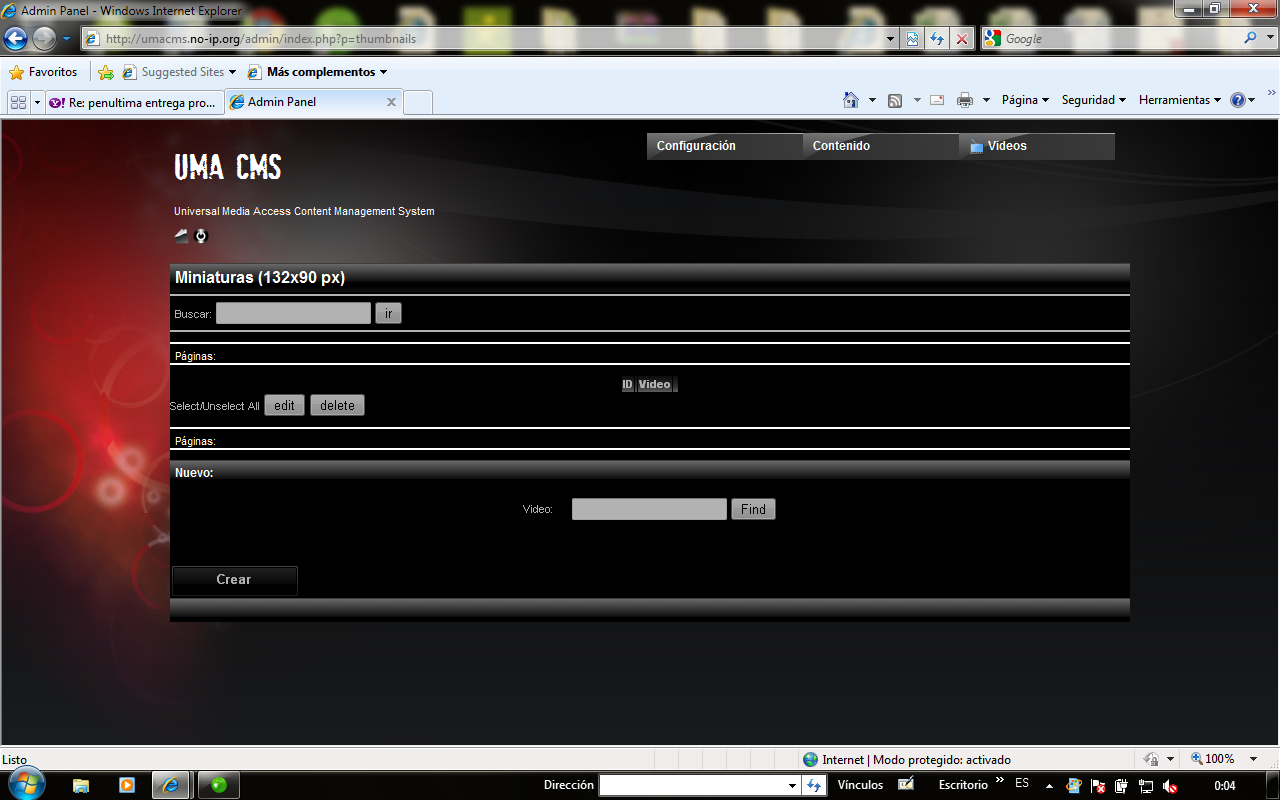 Admin Panel - Windows Internet Explorer
http://umacms.no-ip.org/admin/index.php?p=thumbnails
Google
Favoritos
Suggested Sites
Más complementos
Re: penultima entrega pro...
Admin Panel
Página
Seguridad
Herramientas
Configuración
Contenido
Videos
UMA CMS
Universal Media Access Content Management System
Miniaturas (132x90 px)
Buscar:
ir
Páginas:
ID Video
Select/Unselect All
edit
delete
Páginas:
Nuevo:
Video:
Find
Crear
Listo
Internet | Modo protegido: activado
100%
Dirección
Vínculos
Escritorio
ES
0:04